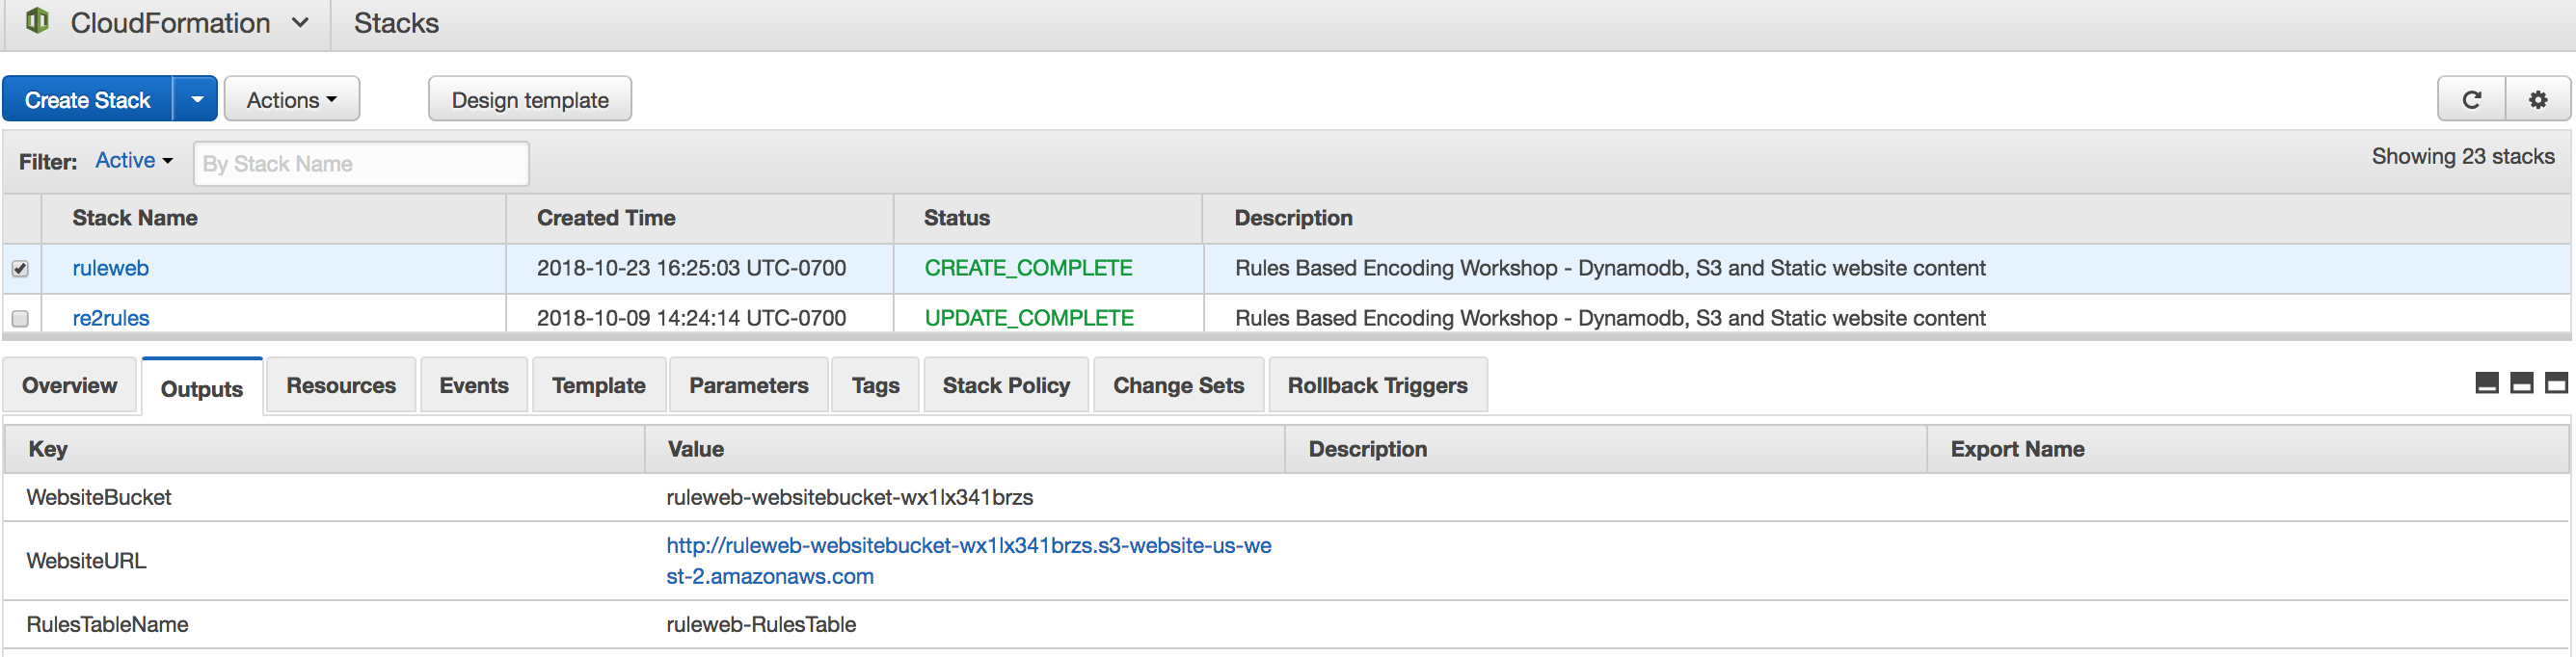 CloudFormation Stacks
Create Stack Actions Design template
Filter: Active By Stack Name Showing 23 stacks
Stack Name Created Time Status Description
ruleweb 2018-10-23 16:25:03 UTC-0700 CREATE_COMPLETE Rules Based Encoding Workshop - Dynamodb, S3 and Static website content
re2rules 2018-10-09 14:24:14 UTC-0700 UPDATE_COMPLETE Rules Based Encoding Workshop - Dynamodb, S3 and Static website content
Overview Outputs Resources Events Template Parameters Tags Stack Policy Change Sets Rollback Triggers
Key Value Description Export Name
WebsiteBucket ruleweb-websitebucket-wx1lx341brzs
WebsiteURL http://ruleweb-websitebucket-wx1lx341brzs.s3-website-us-we
st-2.amazonaws.com
RulesTableName ruleweb-RulesTable